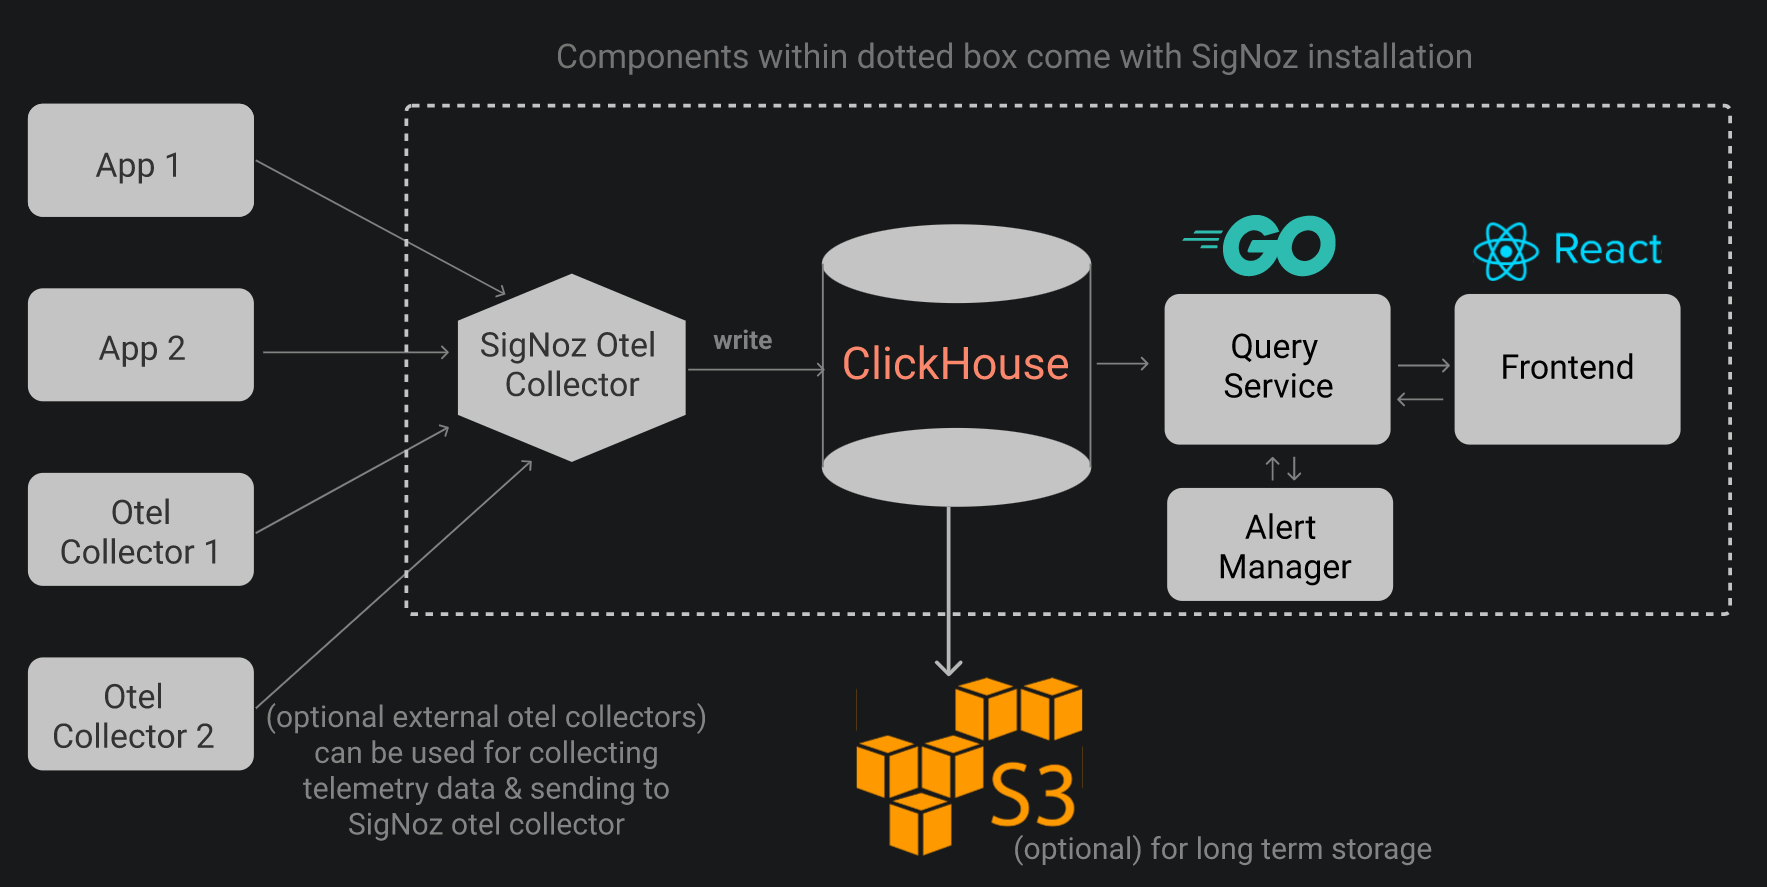 Components within dotted box come with SigNoz installation
App 1
App 2
Otel
Collector 1
Otel
Collector 2
(optional external otel collectors)
can be used for collecting
telemetry data & sending to
SigNoz otel collector
SigNoz Otel
Collector
write
ClickHouse
GO
Query
Service
React
Frontend
Alert
Manager
S3
(optional) for long term storage